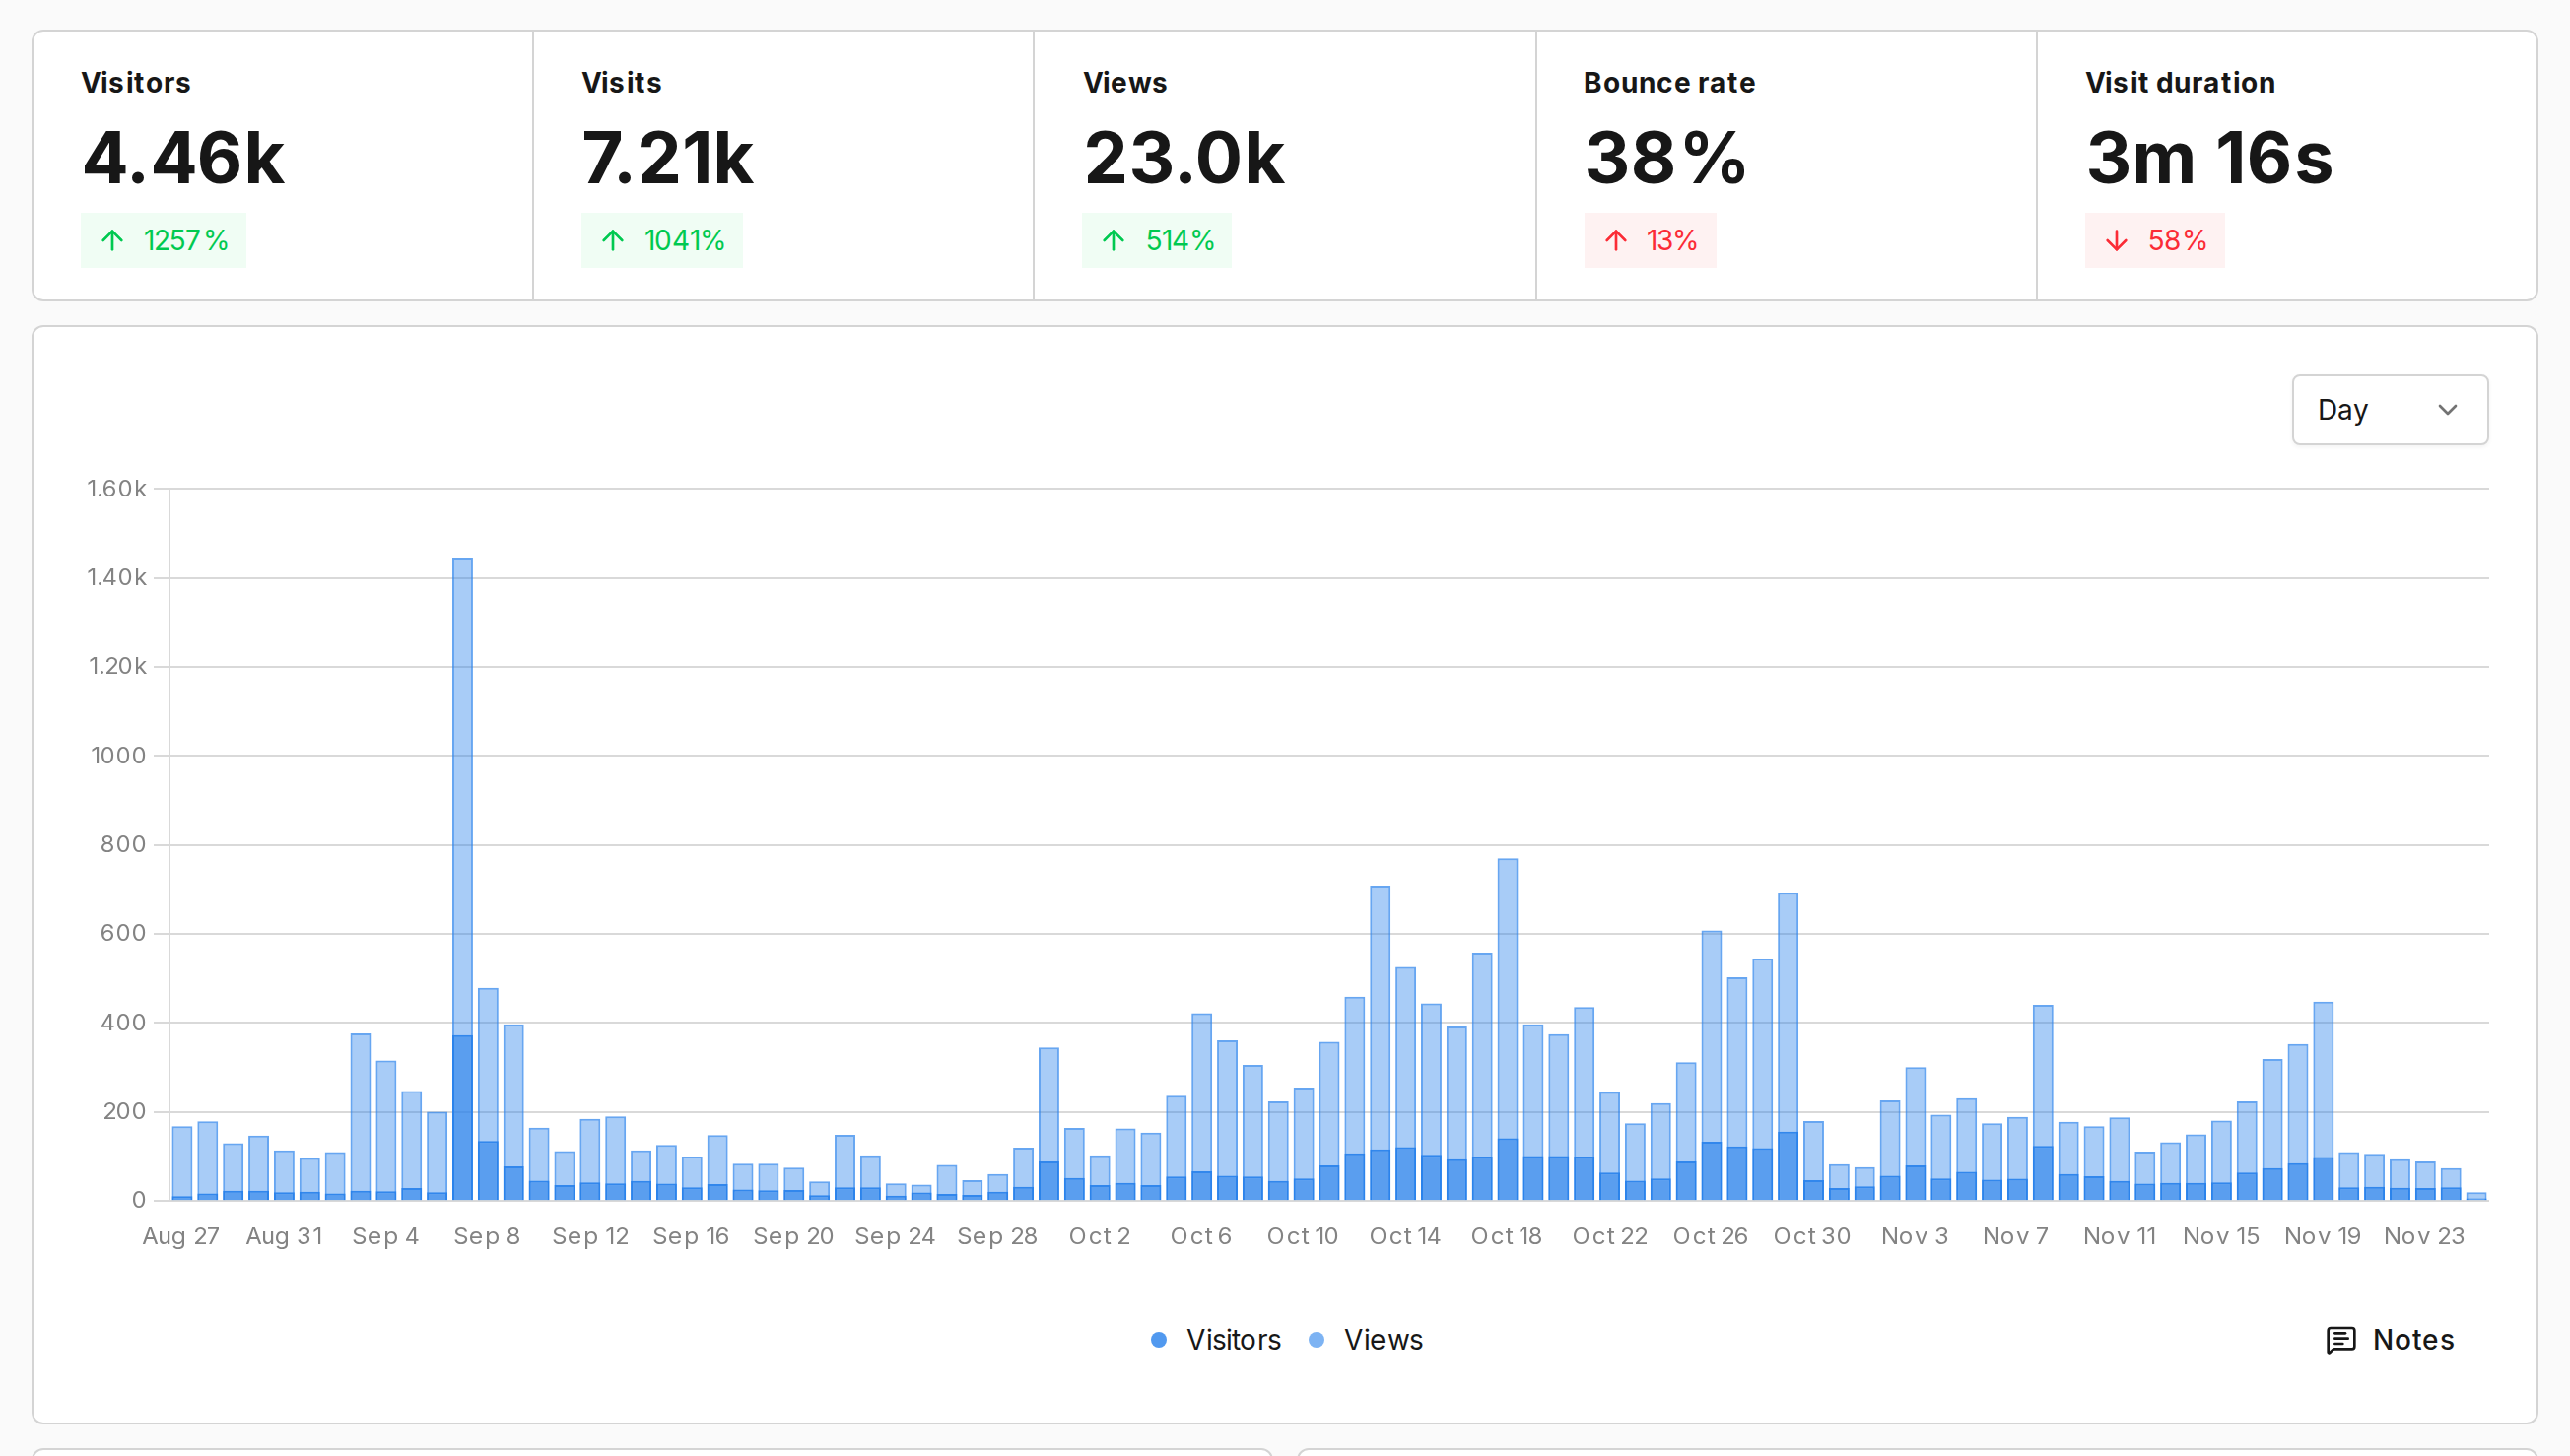 Visitors Visits Views Bounce rate Visit duration
4.46k 7.21k 23.0k 38% 3m 16s
1257% 1041% 514% 13% 58%
Day
1.60k
1.40k
1.20k
1000
800
600
400
200
0
Aug 27 Aug 31 Sep 4 Sep 8 Sep 12 Sep 16 Sep 20 Sep 24 Sep 28 Oct 2 Oct 6 Oct 10 Oct 14 Oct 18 Oct 22 Oct 26 Oct 30 Nov 3 Nov 7 Nov 11 Nov 15 Nov 19 Nov 23
Visitors Views
Notes